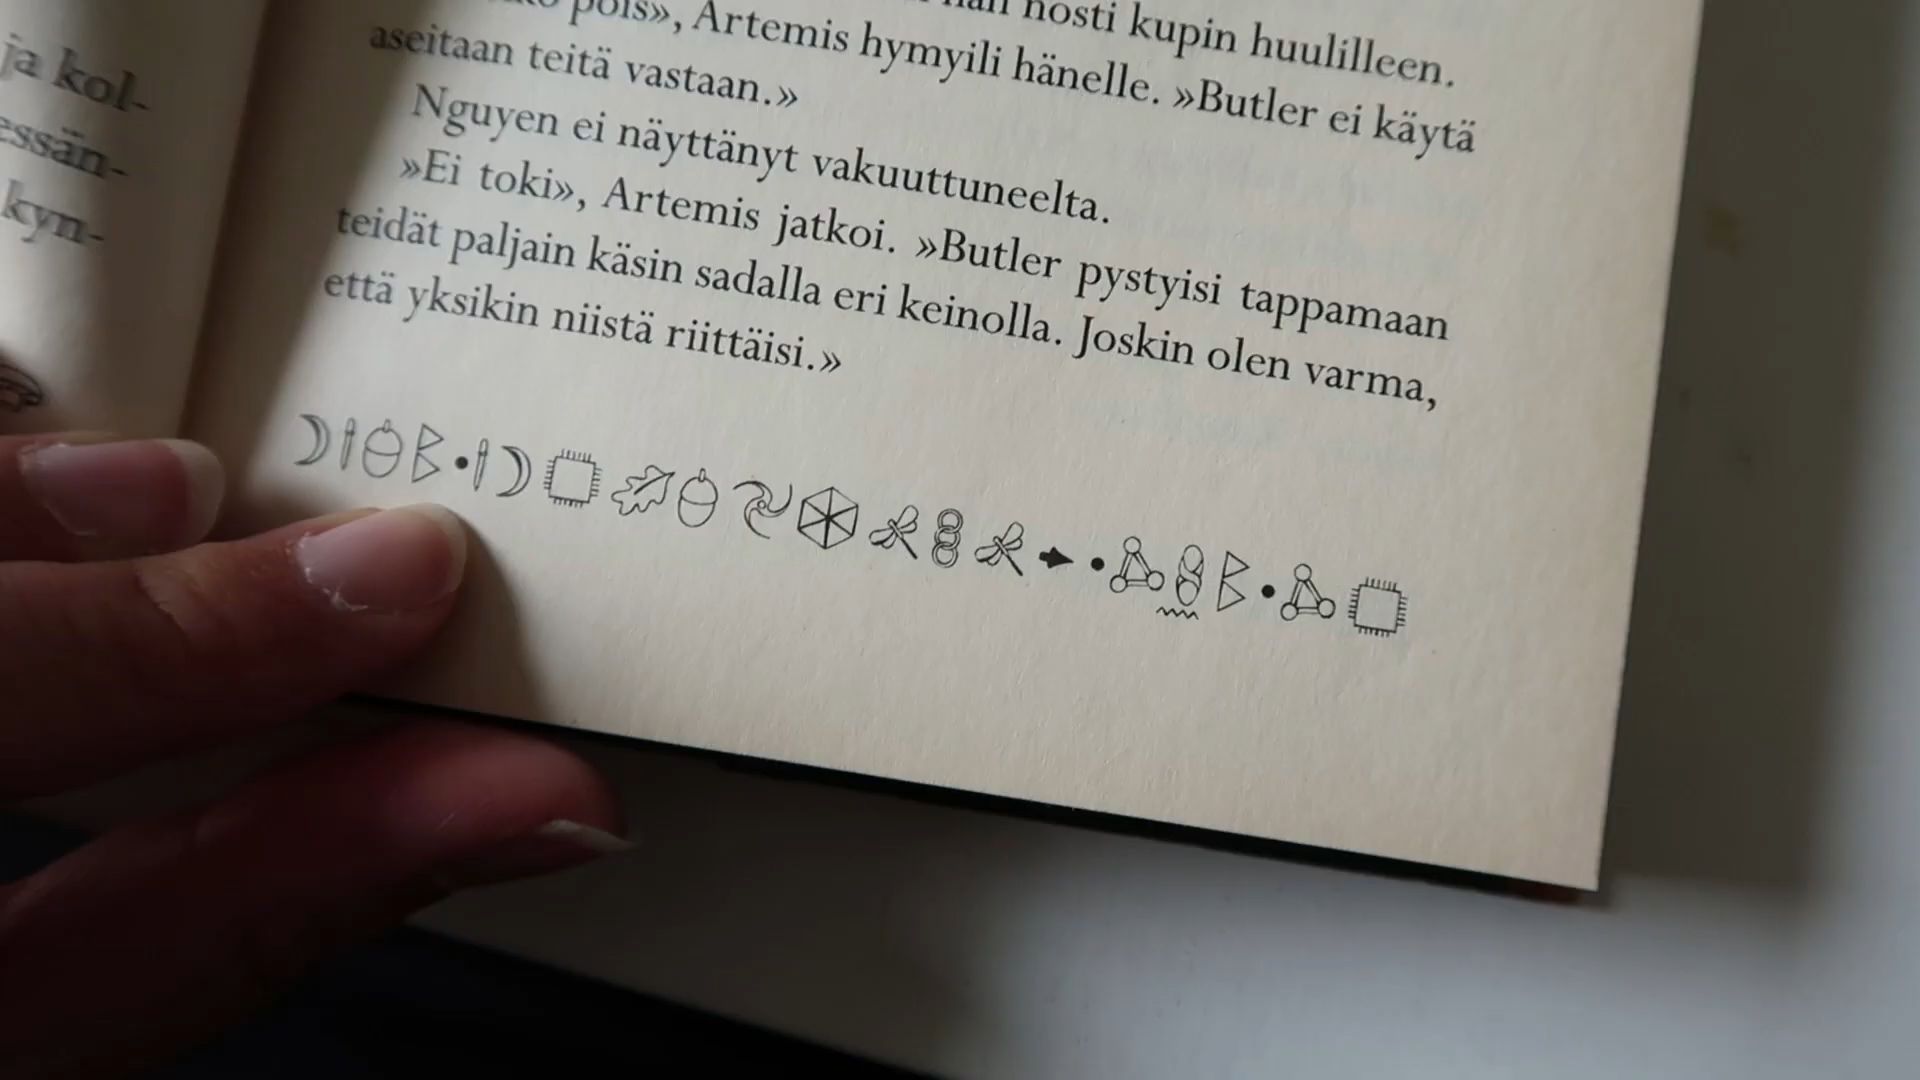 ja kol-
essän-
kyn-
pois», Artemis hymyili hänelle. »Butler ei käytä
nosti kupin huulilleen.
aseitaan teitä vastaan.»
Nguyen ei näyttänyt vakuuttuneelta.
»Ei toki», Artemis jatkoi. »Butler pystyisi tappamaan
teidät paljain käsin sadalla eri keinolla. Joskin olen varma,
että yksikin niistä riittäisi.»